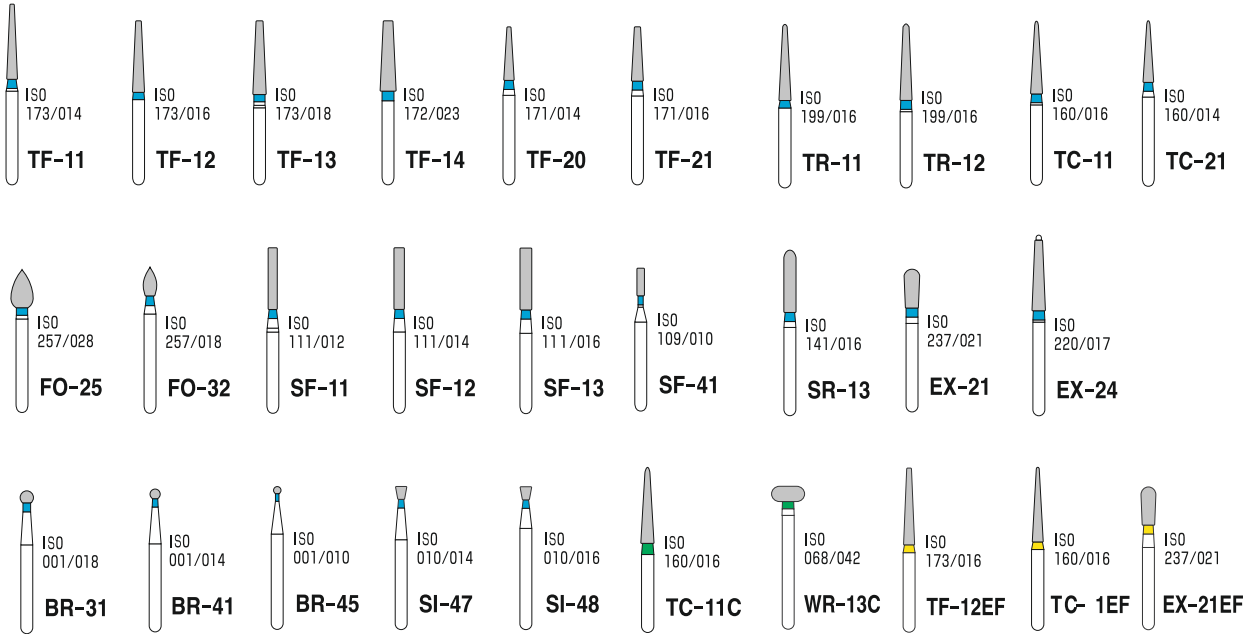 ISO
173/014
TF-11
ISO
173/016
TF-12
ISO
173/018
TF-13
ISO
172/023
TF-14
ISO
171/014
TF-20
ISO
171/016
TF-21
ISO
199/016
TR-11
ISO
199/016
TR-12
ISO
160/016
TC-11
ISO
160/014
TC-21
ISO
257/028
FO-25
ISO
257/018
FO-32
ISO
111/012
SF-11
ISO
111/014
SF-12
ISO
111/016
SF-13
ISO
109/010
SF-41
ISO
141/016
SR-13
ISO
237/021
EX-21
ISO
220/017
EX-24
ISO
001/018
BR-31
ISO
001/014
BR-41
ISO
001/010
BR-45
ISO
010/014
SI-47
ISO
010/016
SI-48
ISO
160/016
TC-11C
ISO
068/042
WR-13C
ISO
173/016
TF-12EF
ISO
160/016
TC- 1EF
ISO
237/021
EX-21EF